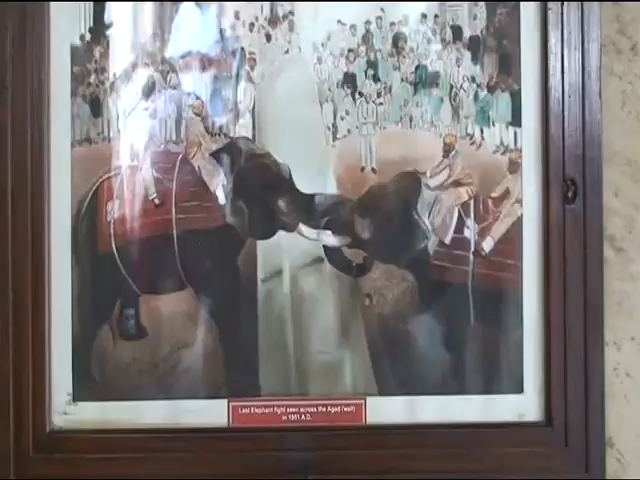 Last Elephant fight seen across the Agad (wall)
in 1951 A.D.